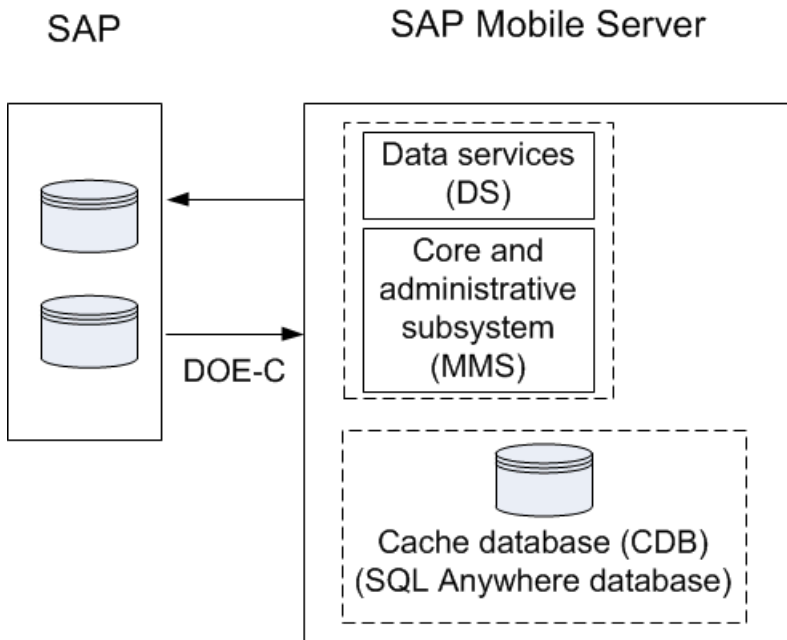 SAP
SAP Mobile Server
Data services
(DS)
Core and
administrative
subsystem
(MMS)
DOE-C
Cache database (CDB)
(SQL Anywhere database)